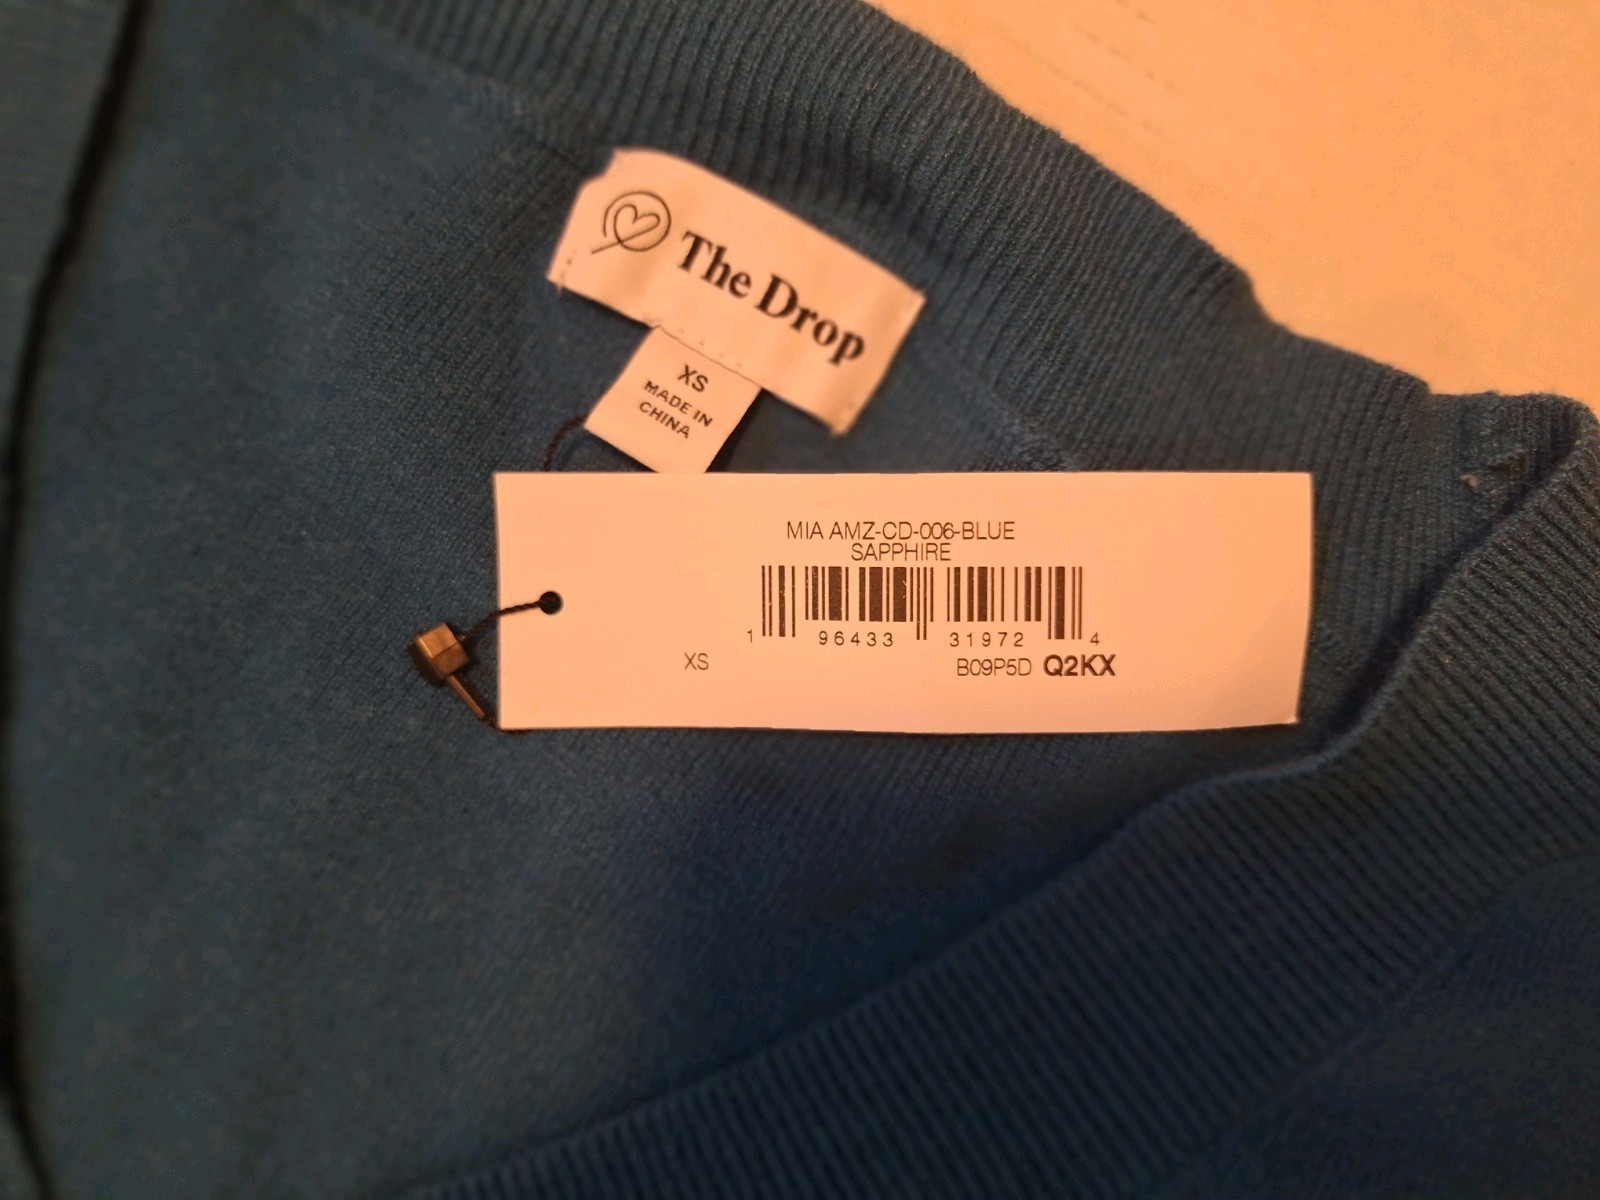 The Drop
XS
MADE IN
CHINA
MIA AMZ-CD-006-BLUE
SAPPHIRE
1 96433 31972 4
XS B09P5D Q2KX